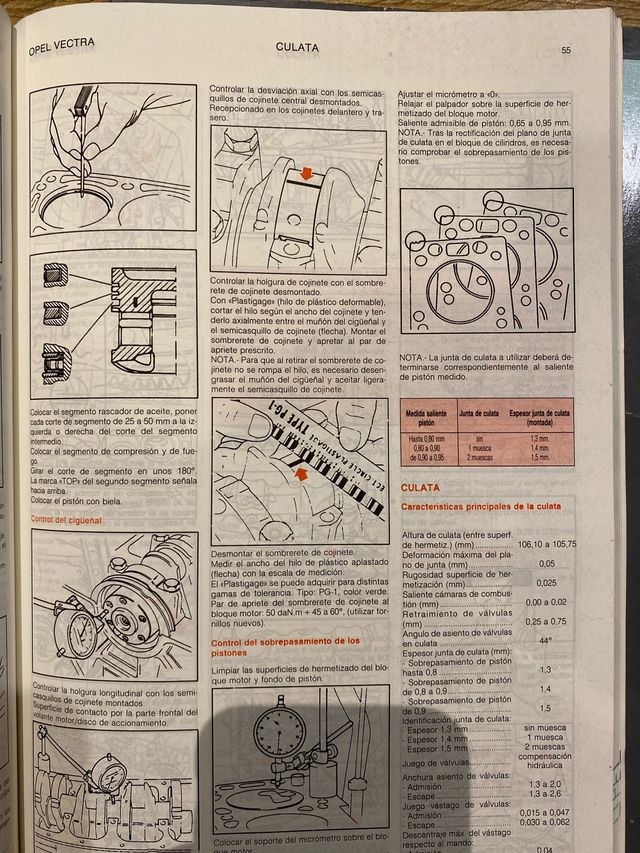 OPEL VECTRA
CULATA
55
Colocar el segmento rascador de aceite, poner
cada corte de segmento de 25 a 50 mm a la iz-
quierda o derecha del corte del segmento
intermedio.
Colocar el segmento de compresión y de fue-
go.
Girar el corte de segmento en unos 180°.
La marca «TOP» del segundo segmento señala
hacia arriba.
Colocar el pistón con biela.
Control del cigüeñal
Controlar la holgura longitudinal con los semi-
casquillos de cojinete montados.
Superficie de contacto por la parte frontal del
volante motor/disco de accionamiento.
Controlar la desviación axial con los semicas-
quillos de cojinete central desmontados.
Recepcionado en los cojinetes delantero y tra-
sero.
Controlar la holgura de cojinete con el sombre-
rete de cojinete desmontado.
Con «Plastigage» (hilo de plástico deformable),
cortar el hilo según el ancho del cojinete y ten-
derlo axialmente entre el muñón del cigüeñal y
el semicasquillo de cojinete (flecha). Montar el
sombrerete de cojinete y apretar al par de
apriete prescrito.
NOTA.- Para que al retirar el sombrerete de co-
jinete no se rompa el hilo, es necesario desen-
grasar el muñón del cigüeñal y aceitar ligera-
mente el semicasquillo de cojinete.
ECT CIRCLE PLASTIGAGE TYPE PG-1
Desmontar el sombrerete de cojinete.
Medir el ancho del hilo de plástico aplastado
(flecha) con la escala de medición.
El «Plastigage» se puede adquirir para distintas
gamas de tolerancia. Tipo: PG-1, color verde.
Par de apriete del sombrerete de cojinete al
bloque motor: 50 daN.m + 45 a 60°, (utilizar tor-
nillos nuevos).
Control del sobrepasamiento de los
pistones
Limpiar las superficies de hermetizado del blo-
que motor y fondo de pistón.
Colocar el soporte del micrómetro sobre el blo-
que motor.
Ajustar el micrómetro a «0».
Relajar el palpador sobre la superficie de her-
metizado del bloque motor.
Saliente admisible de pistón: 0,65 a 0,95 mm.
NOTA.- Tras la rectificación del plano de junta
de culata en el bloque de cilindros, es necesa-
rio comprobar el sobrepasamiento de los pis-
tones.
NOTA.- La junta de culata a utilizar deberá de-
terminarse correspondientemente al saliente
de pistón medido.
Medida saliente pistón Junta de culata Espesor junta de culata (montada)
Hasta 0,80 mm sin 1,3 mm.
0,80 a 0,90 1 muesca 1,4 mm.
de 0,90 a 0,95 2 muescas 1,5 mm.
CULATA
Características principales de la culata
Altura de culata (entre superf.
de hermetiz.) (mm) 106,10 a 105,75
Deformación máxima del pla-
no de junta (mm) 0,05
Rugosidad superficie de her-
metización (mm) 0,025
Saliente cámaras de combus-
tión (mm) 0,00 a 0,02
Retraimiento de válvulas
(mm) 0,25 a 0,75
Angulo de asiento de válvulas
en culata 44°
Espesor junta de culata (mm):
- Sobrepasamiento de pistón
hasta 0,8 1,3
- Sobrepasamiento de pistón
de 0,8 a 0,9 1,4
- Sobrepasamiento de pistón
de 0,9 1,5
Identificación junta de culata:
- Espesor 1,3 mm sin muesca
- Espesor 1,4 mm 1 muesca
- Espesor 1,5 mm 2 muescas
Juego de válvulas compensación
hidráulica
Anchura asiento de válvulas:
- Admisión 1,3 a 2,0
- Escape 1,3 a 2,6
Juego vástago de válvulas:
- Admisión 0,015 a 0,047
- Escape 0,030 a 0,062
Descentraje máx. del vástago
respecto al mando:
- Admisión 0,04